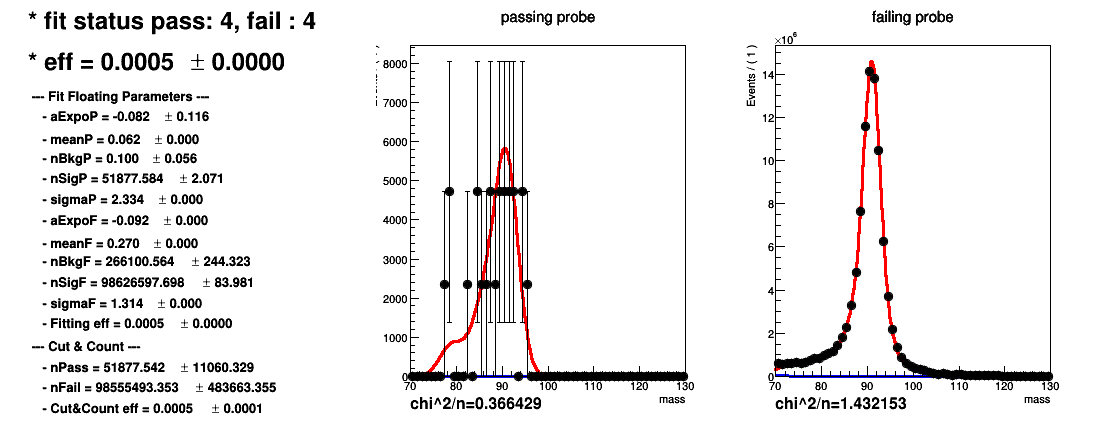 * fit status pass: 4, fail : 4
* eff = 0.0005 ± 0.0000
--- Fit Floating Parameters ---
- aExpoP = -0.082 ± 0.116
- meanP = 0.062 ± 0.000
- nBkgP = 0.100 ± 0.056
- nSigP = 51877.584 ± 2.071
- sigmaP = 2.334 ± 0.000
- aExpoF = -0.092 ± 0.000
- meanF = 0.270 ± 0.000
- nBkgF = 266100.564 ± 244.323
- nSigF = 98626597.698 ± 83.981
- sigmaF = 1.314 ± 0.000
- Fitting eff = 0.0005 ± 0.0000
--- Cut & Count ---
- nPass = 51877.542 ± 11060.329
- nFail = 98555493.353 ± 483663.355
- Cut&Count eff = 0.0005 ± 0.0001
passing probe
8000
7000
6000
5000
4000
3000
2000
1000
0
70 80 90 100 110 120 130
mass
chi^2/n=0.366429
failing probe
×10^6
Events / ( 1 )
14
12
10
8
6
4
2
0
70 80 90 100 110 120 130
mass
chi^2/n=1.432153